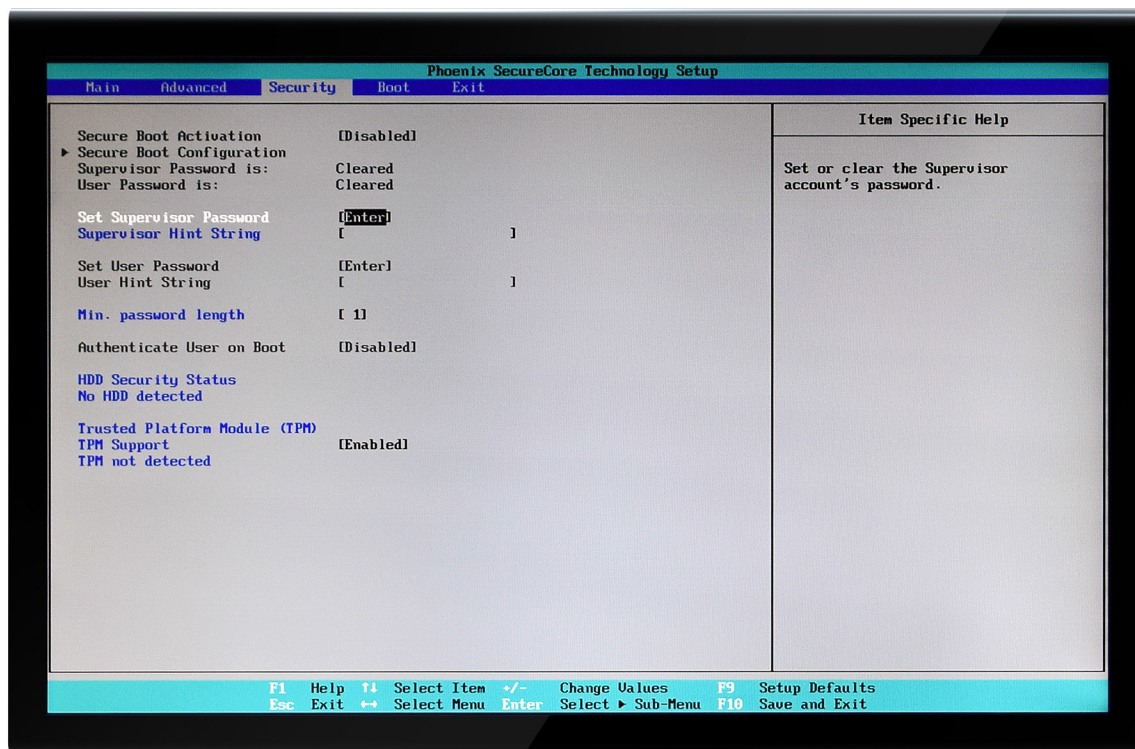 Phoenix SecureCore Technology Setup
Main Advanced Security Boot Exit
Secure Boot Activation [Disabled]
▶ Secure Boot Configuration
Supervisor Password is: Cleared
User Password is: Cleared
Set Supervisor Password [Enter]
Supervisor Hint String [ ]
Set User Password [Enter]
User Hint String [ ]
Min. password length [ 1]
Authenticate User on Boot [Disabled]
HDD Security Status
No HDD detected
Trusted Platform Module (TPM)
TPM Support [Enabled]
TPM not detected
Item Specific Help
Set or clear the Supervisor
account's password.
F1 Help ↑↓ Select Item +/- Change Values F9 Setup Defaults
Esc Exit ↔ Select Menu Enter Select ▶ Sub-Menu F10 Save and Exit